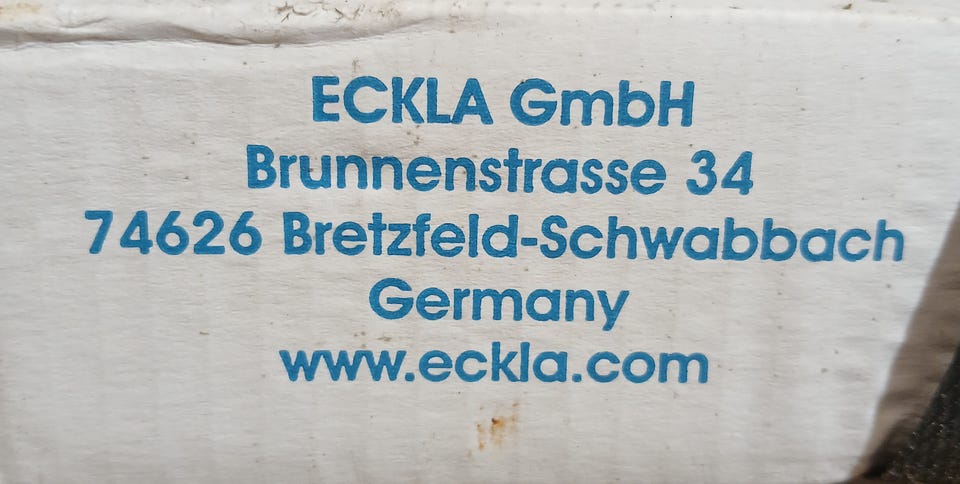 ECKLA GmbH
Brunnenstrasse 34
74626 Bretzfeld-Schwabbach
Germany
www.eckla.com